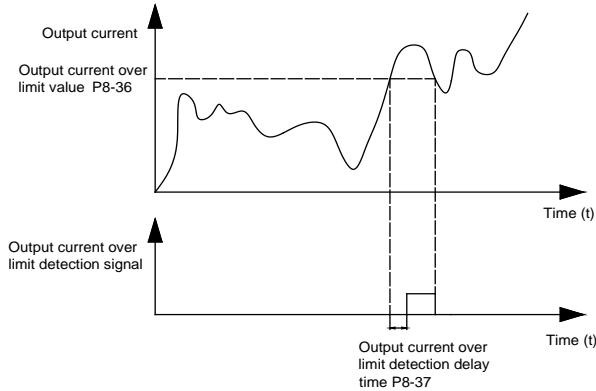 Output current
Output current over
limit value P8-36
Time (t)
Output current over
limit detection signal
Time (t)
Output current over
limit detection delay
time P8-37